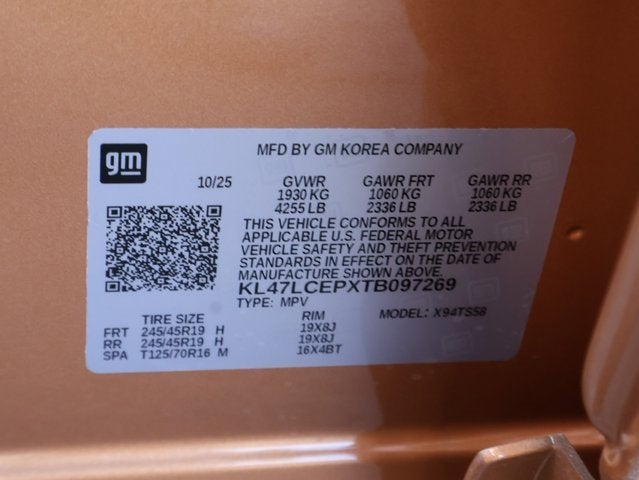 gm
MFD BY GM KOREA COMPANY
10/25 GVWR GAWR FRT GAWR RR
1930 KG 1060 KG 1060 KG
4255 LB 2336 LB 2336 LB
THIS VEHICLE CONFORMS TO ALL
APPLICABLE U.S. FEDERAL MOTOR
VEHICLE SAFETY AND THEFT PREVENTION
STANDARDS IN EFFECT ON THE DATE OF
MANUFACTURE SHOWN ABOVE.
KL47LCEPXTB097269
TYPE: MPV MODEL: X94TS58
TIRE SIZE RIM
FRT 245/45R19 H 19X8J
RR 245/45R19 H 19X8J
SPA T125/70R16 M 16X4BT